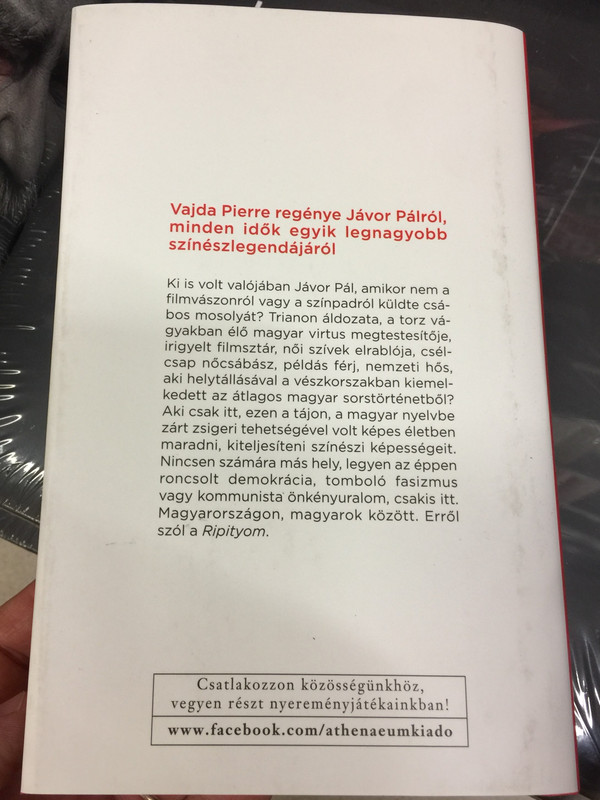 Vajda Pierre regénye Jávor Pálról,
minden idők egyik legnagyobb
színészlegendájáról
Ki is volt valójában Jávor Pál, amikor nem a
filmvászonról vagy a színpadról küldte csá-
bos mosolyát? Trianon áldozata, a torz vá-
gyakban élő magyar virtus megtestesítője,
irigyelt filmsztár, női szívek elrablója, csél-
csap nőcsábász, példás férj, nemzeti hős,
aki helytállásával a vészkorszakban kiemel-
kedett az átlagos magyar sorstörténetből?
Aki csak itt, ezen a tájon, a magyar nyelvbe
zárt zsigeri tehetségével volt képes életben
maradni, kiteljesíteni színészi képességeit.
Nincsen számára más hely, legyen az éppen
roncsolt demokrácia, tomboló fasizmus
vagy kommunista önkényuralom, csakis itt.
Magyarországon, magyarok között. Erről
szól a Ripityom.
Csatlakozzon közösségünkhöz,
vegyen részt nyereményjátékainkban!
www.facebook.com/athenaeumkiado